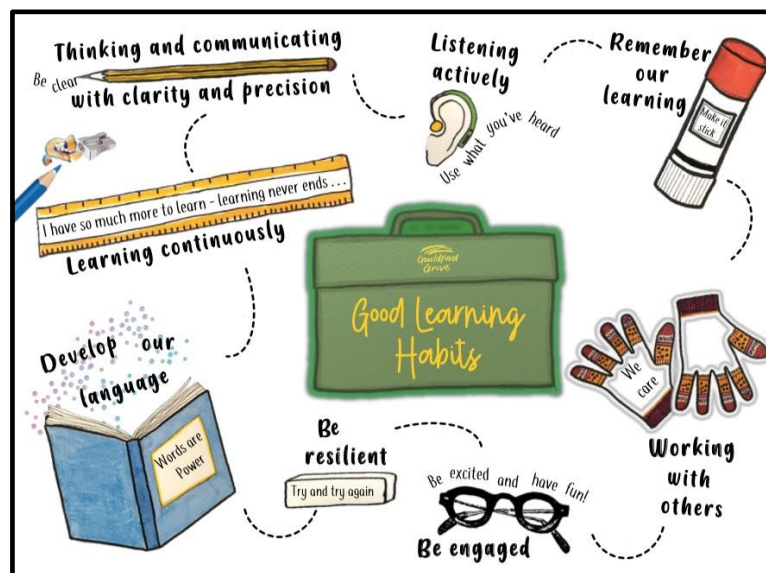 Thinking and communicating
Be clear
with clarity and precision
Listening
actively
Use what you've heard
Remember
our
learning
Make it
stick
I have so much more to learn - learning never ends ...
Learning continuously
Guildford
Grove
Good Learning
Habits
We
care
Working
with
others
Develop our
language
Words are
Power
Be
resilient
Try and try again
Be excited and have fun!
Be engaged